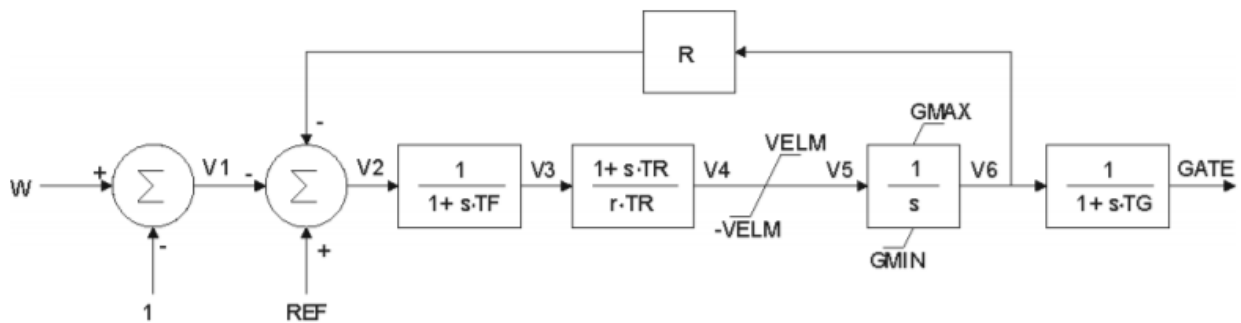 R
-
GMAX
VELM
W
+
Σ
V1
-
Σ
V2
1
1+ s·TF
V3
1+ s·TR
r·TR
V4
V5
1
s
V6
1
1+ s·TG
GATE
-VELM
GMIN
-
+
1
REF